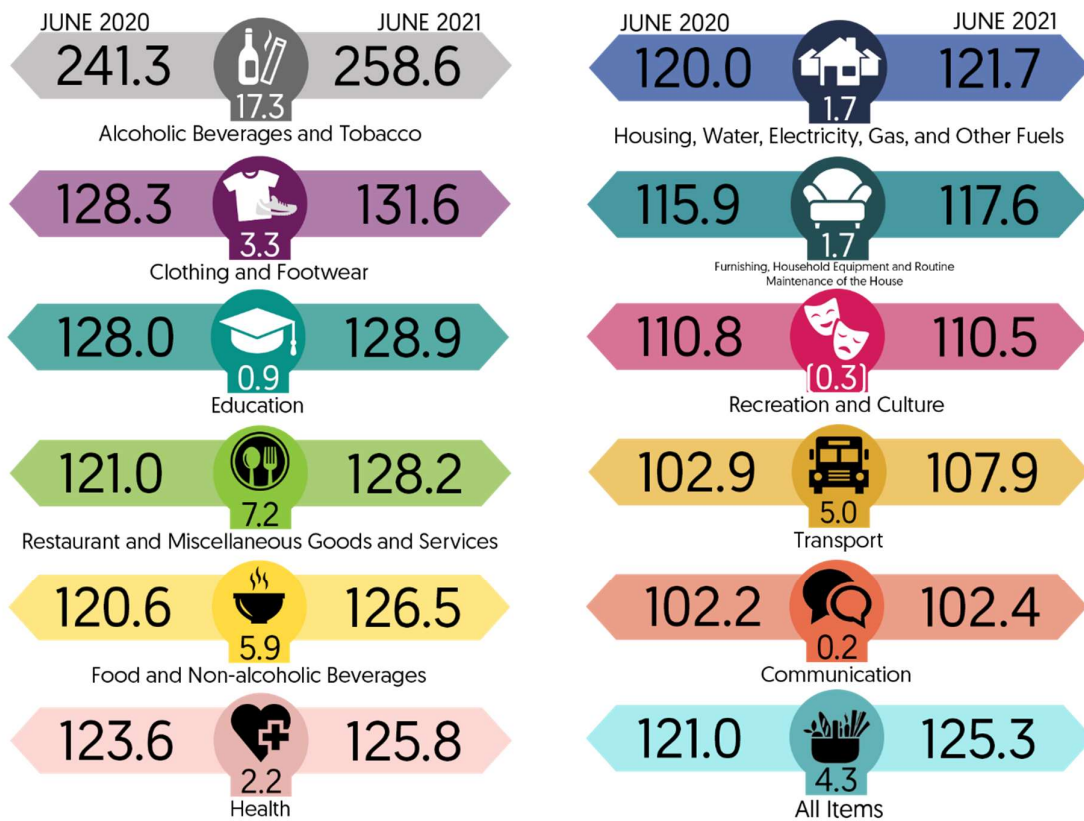 JUNE 2020 JUNE 2021
241.3 258.6
17.3
Alcoholic Beverages and Tobacco
128.3 131.6
3.3
Clothing and Footwear
128.0 128.9
0.9
Education
121.0 128.2
7.2
Restaurant and Miscellaneous Goods and Services
120.6 126.5
5.9
Food and Non-alcoholic Beverages
123.6 125.8
2.2
Health
JUNE 2020 JUNE 2021
120.0 121.7
1.7
Housing, Water, Electricity, Gas, and Other Fuels
115.9 117.6
1.7
Furnishing, Household Equipment and Routine
Maintenance of the House
110.8 110.5
(0.3)
Recreation and Culture
102.9 107.9
5.0
Transport
102.2 102.4
0.2
Communication
121.0 125.3
4.3
All Items